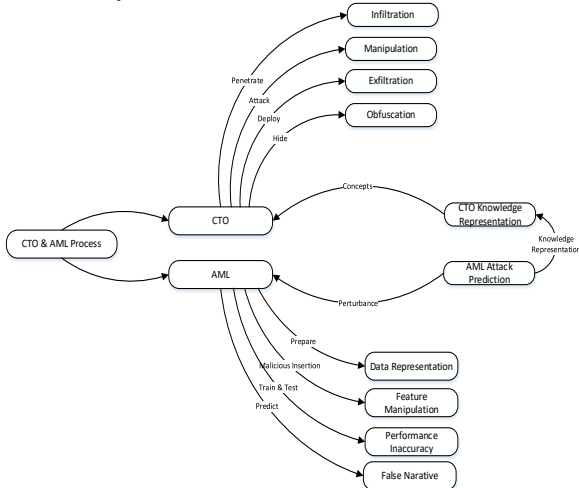 Infiltration
Manipulation
Exfiltration
Obfuscation
Penetrate
Attack
Deploy
Hide
Concepts
CTO
CTO Knowledge
Representation
Knowledge
Representation
CTO & AML Process
AML
AML Attack
Prediction
Perturbance
Prepare
Malicious Insertion
Train & Test
Predict
Data Representation
Feature
Manipulation
Performance
Inaccuracy
False Narative